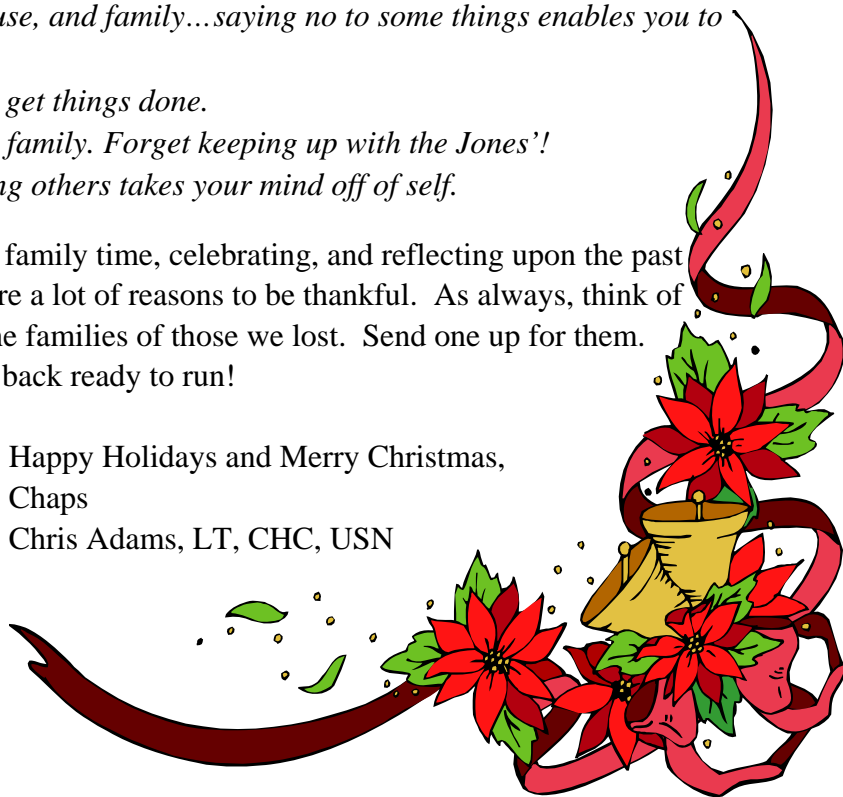 use, and family…saying no to some things enables you to
get things done.
family. Forget keeping up with the Jones’!
ng others takes your mind off of self.
family time, celebrating, and reflecting upon the past
re a lot of reasons to be thankful.  As always, think of
he families of those we lost.  Send one up for them.
back ready to run!
Happy Holidays and Merry Christmas,
Chaps
Chris Adams, LT, CHC, USN